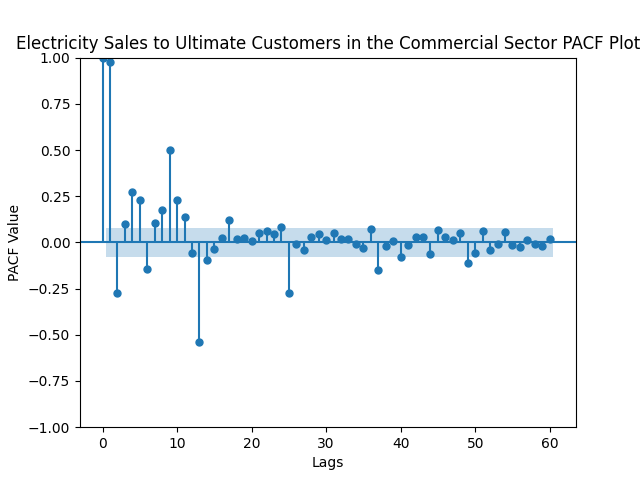 Electricity Sales to Ultimate Customers in the Commercial Sector PACF Plot
1.00
0.75
0.50
0.25
0.00
−0.25
−0.50
−0.75
−1.00
PACF Value
0 10 20 30 40 50 60
Lags